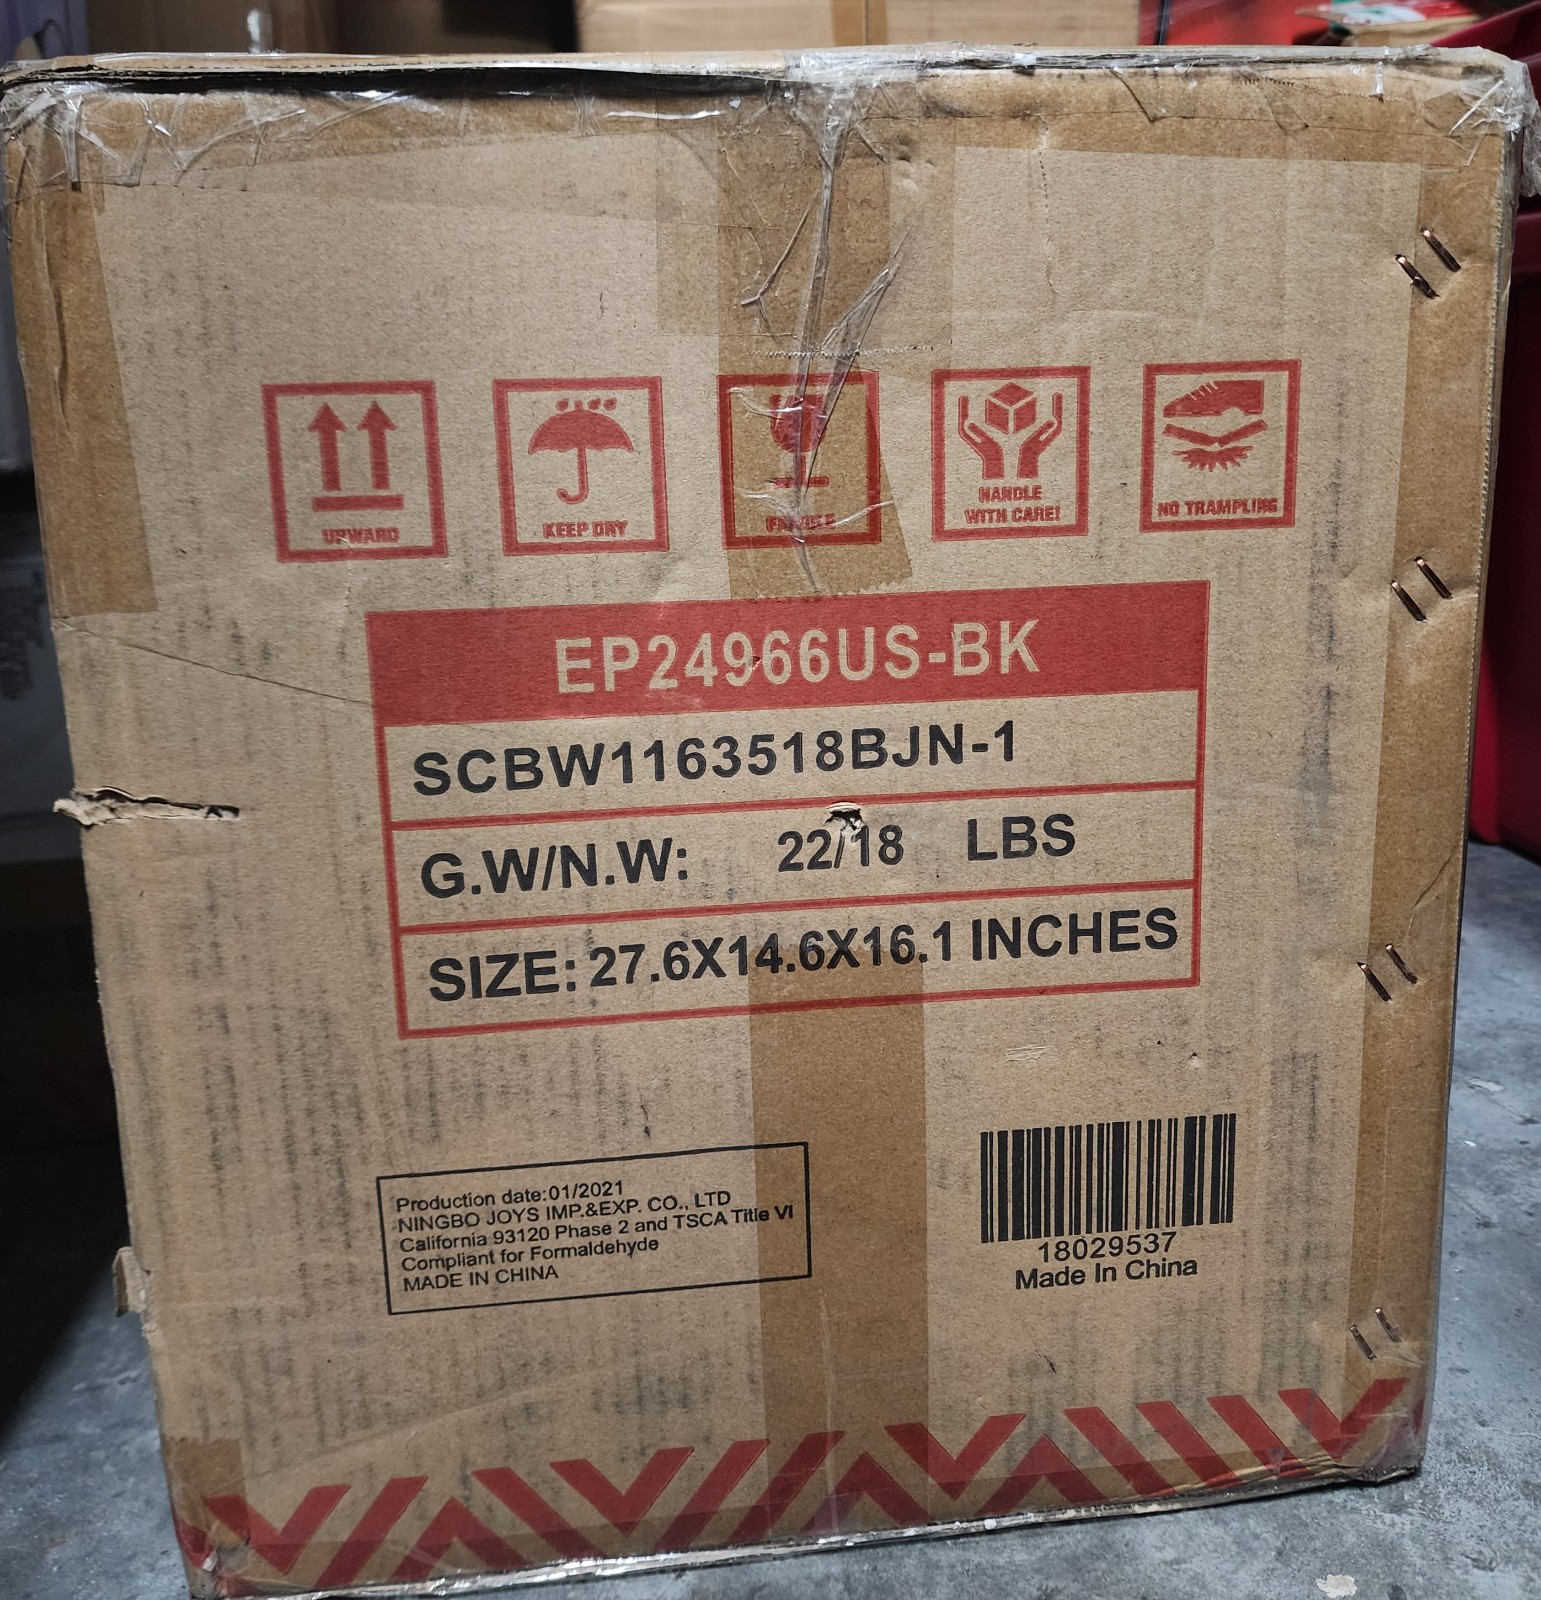 UPWARD
KEEP DRY
FRAGILE
HANDLE
WITH CARE!
NO TRAMPLING
EP24966US-BK
SCBW1163518BJN-1
G.W/N.W: 22/18 LBS
SIZE: 27.6X14.6X16.1 INCHES
Production date:01/2021
NINGBO JOYS IMP.&EXP. CO., LTD
California 93120 Phase 2 and TSCA Title VI
Compliant for Formaldehyde
MADE IN CHINA
18029537
Made In China